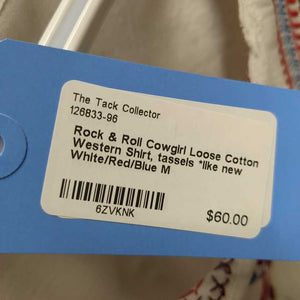 The Tack Collector
126833-96
Rock & Roll Cowgirl Loose Cotton
Western Shirt, tassels *like new
White/Red/Blue M
6ZVKNK
$60.00